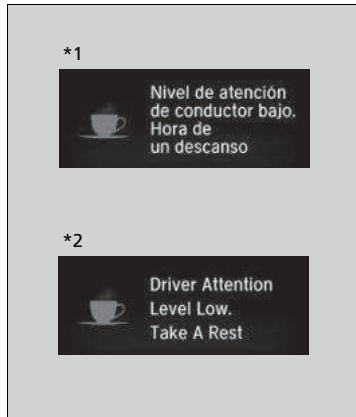 *1
Nivel de atención
de conductor bajo.
Hora de
un descanso
*2
Driver Attention
Level Low.
Take A Rest